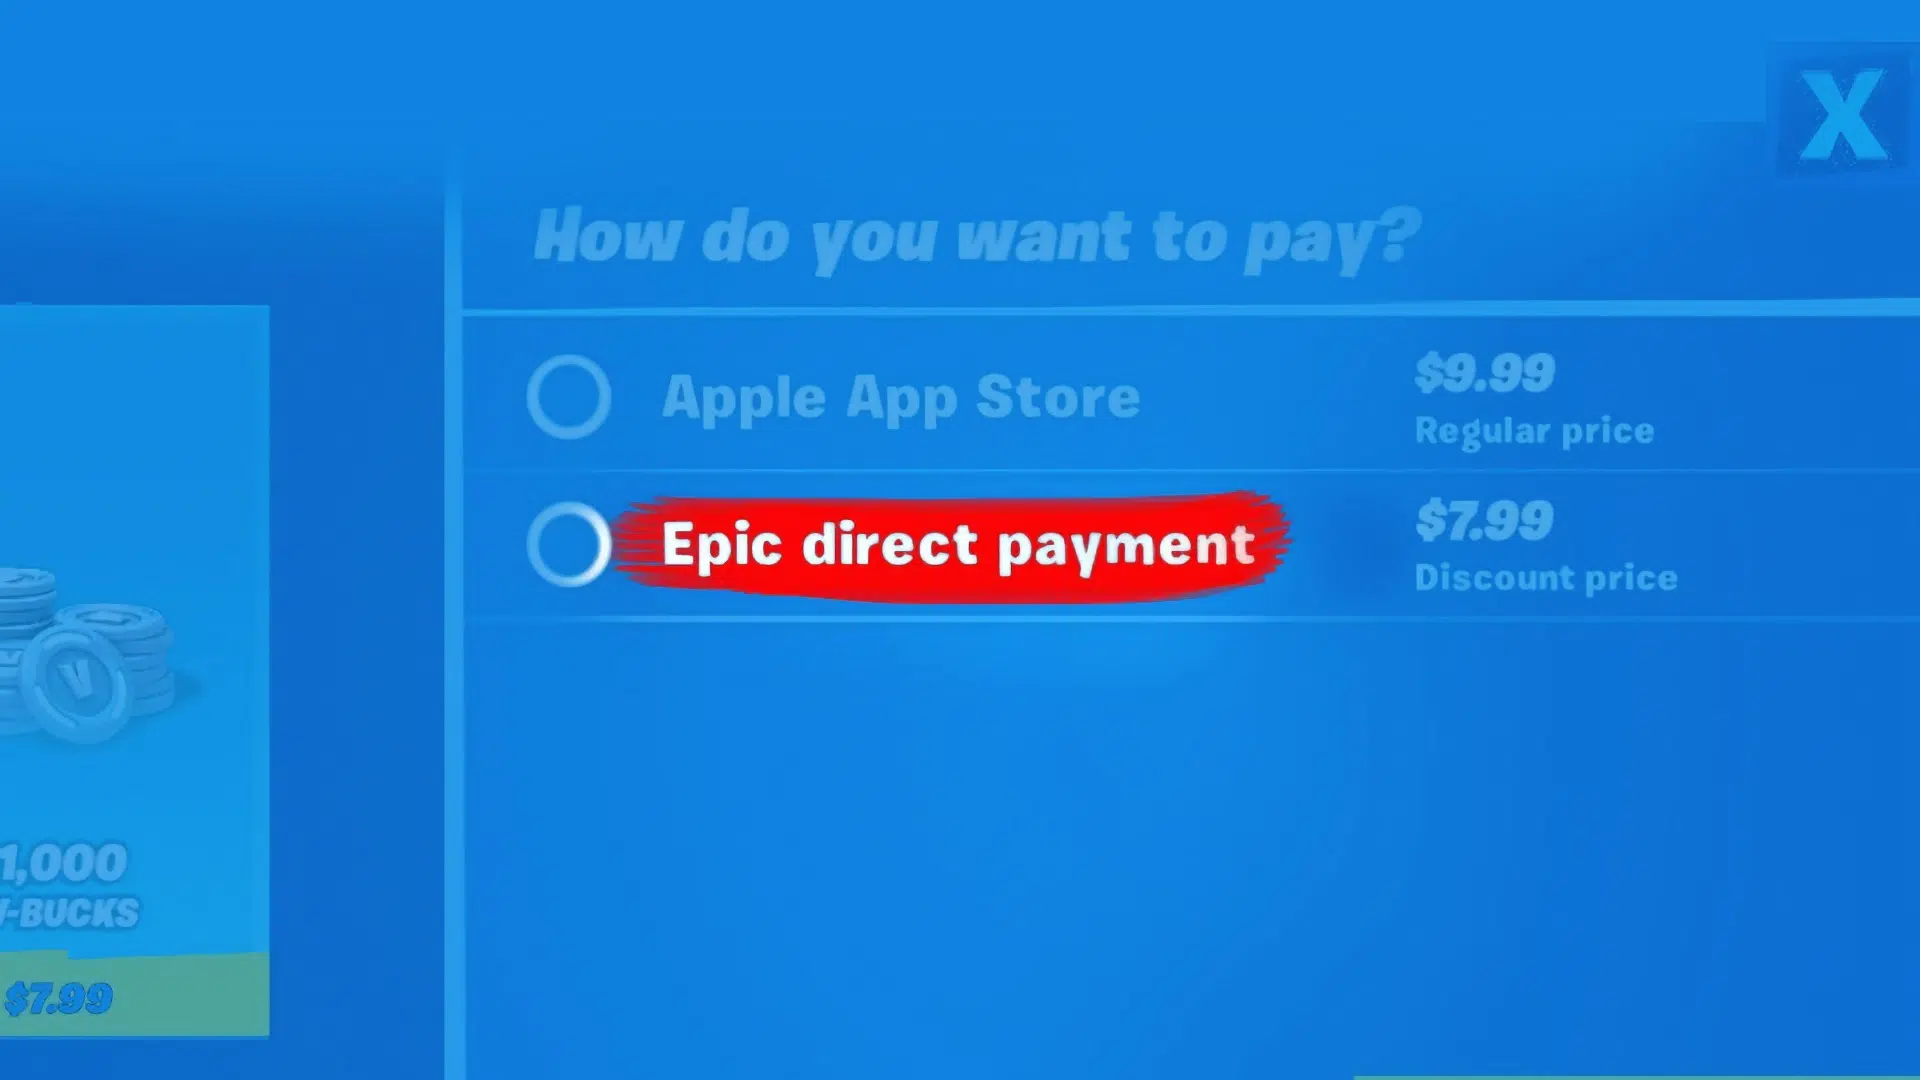 X
How do you want to pay?
Apple App Store
$9.99
Regular price
Epic direct payment
$7.99
Discount price
V
1,000
V-BUCKS
$7.99